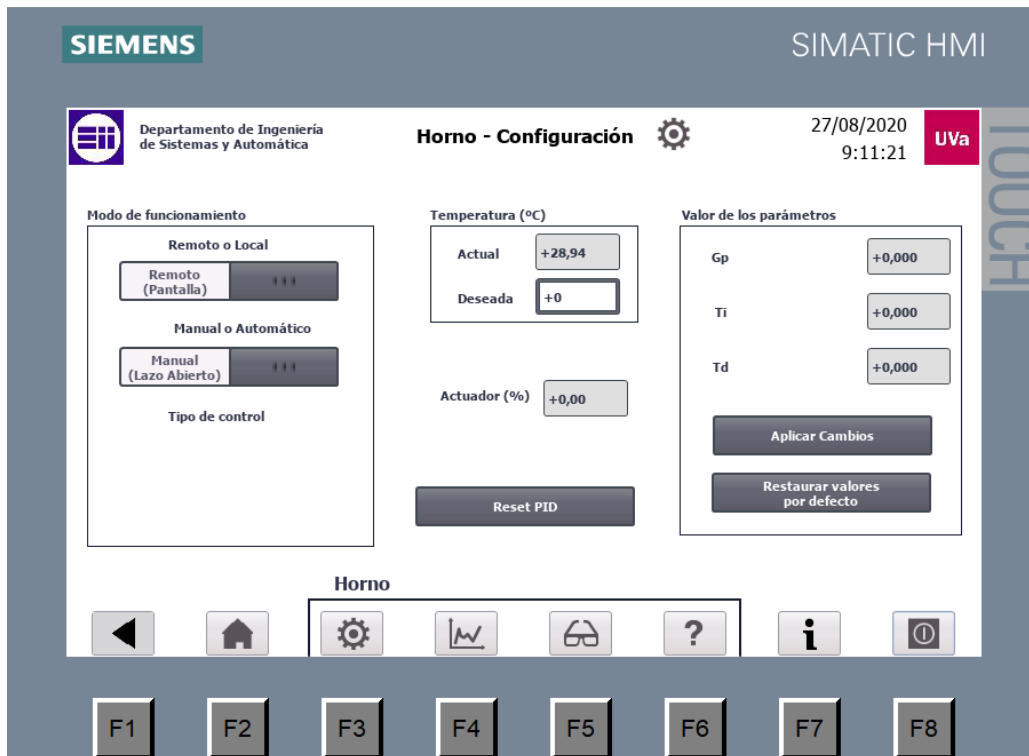 SIEMENS
SIMATIC HMI
TOUCH
Departamento de Ingeniería
de Sistemas y Automática
Horno - Configuración
27/08/2020
9:11:21
UVa
Modo de funcionamiento
Remoto o Local
Remoto
(Pantalla)
Manual o Automático
Manual
(Lazo Abierto)
Tipo de control
Temperatura (ºC)
Actual
+28,94
Deseada
+0
Actuador (%)
+0,00
Reset PID
Valor de los parámetros
Gp
+0,000
Ti
+0,000
Td
+0,000
Aplicar Cambios
Restaurar valores
por defecto
Horno
?
i
F1
F2
F3
F4
F5
F6
F7
F8